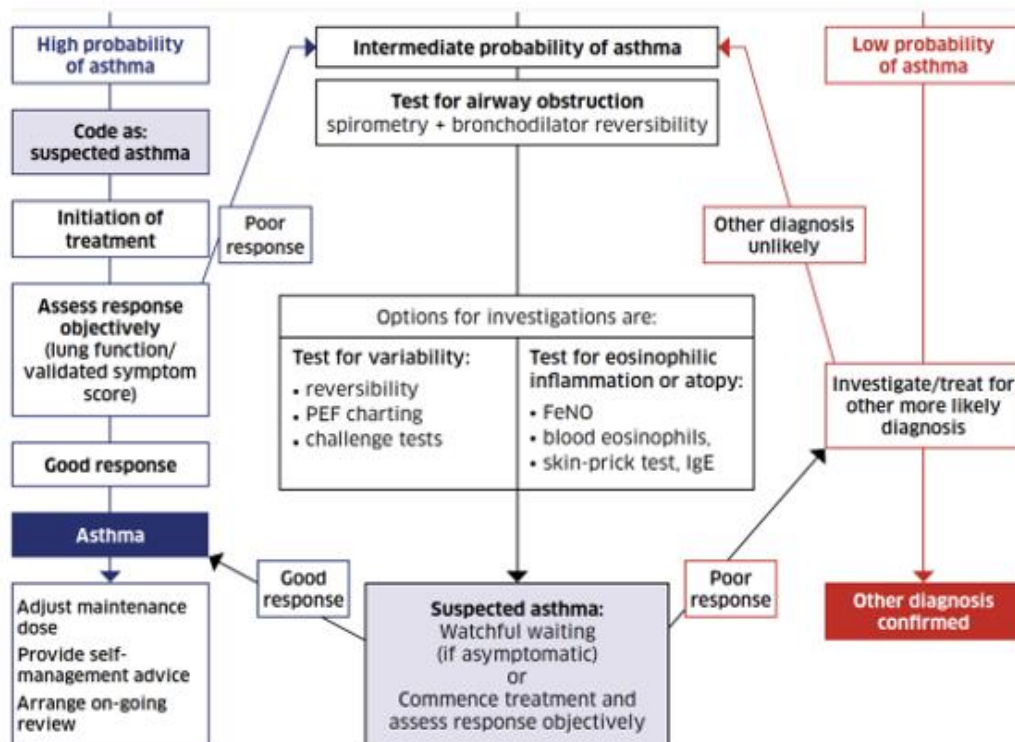 High probability
of asthma
Code as:
suspected asthma
Initiation of
treatment
Assess response
objectively
(lung function/
validated symptom
score)
Good response
Asthma
Adjust maintenance
dose
Provide self-
management advice
Arrange on-going
review
Poor
response
Intermediate probability of asthma
Test for airway obstruction
spirometry + bronchodilator reversibility
Options for investigations are:
Test for variability:
• reversibility
• PEF charting
• challenge tests
Test for eosinophilic
inflammation or atopy:
• FeNO
• blood eosinophils,
• skin-prick test, IgE
Good
response
Suspected asthma:
Watchful waiting
(if asymptomatic)
or
Commence treatment and
assess response objectively
Poor
response
Low probability
of asthma
Other diagnosis
unlikely
Investigate/treat for
other more likely
diagnosis
Other diagnosis
confirmed